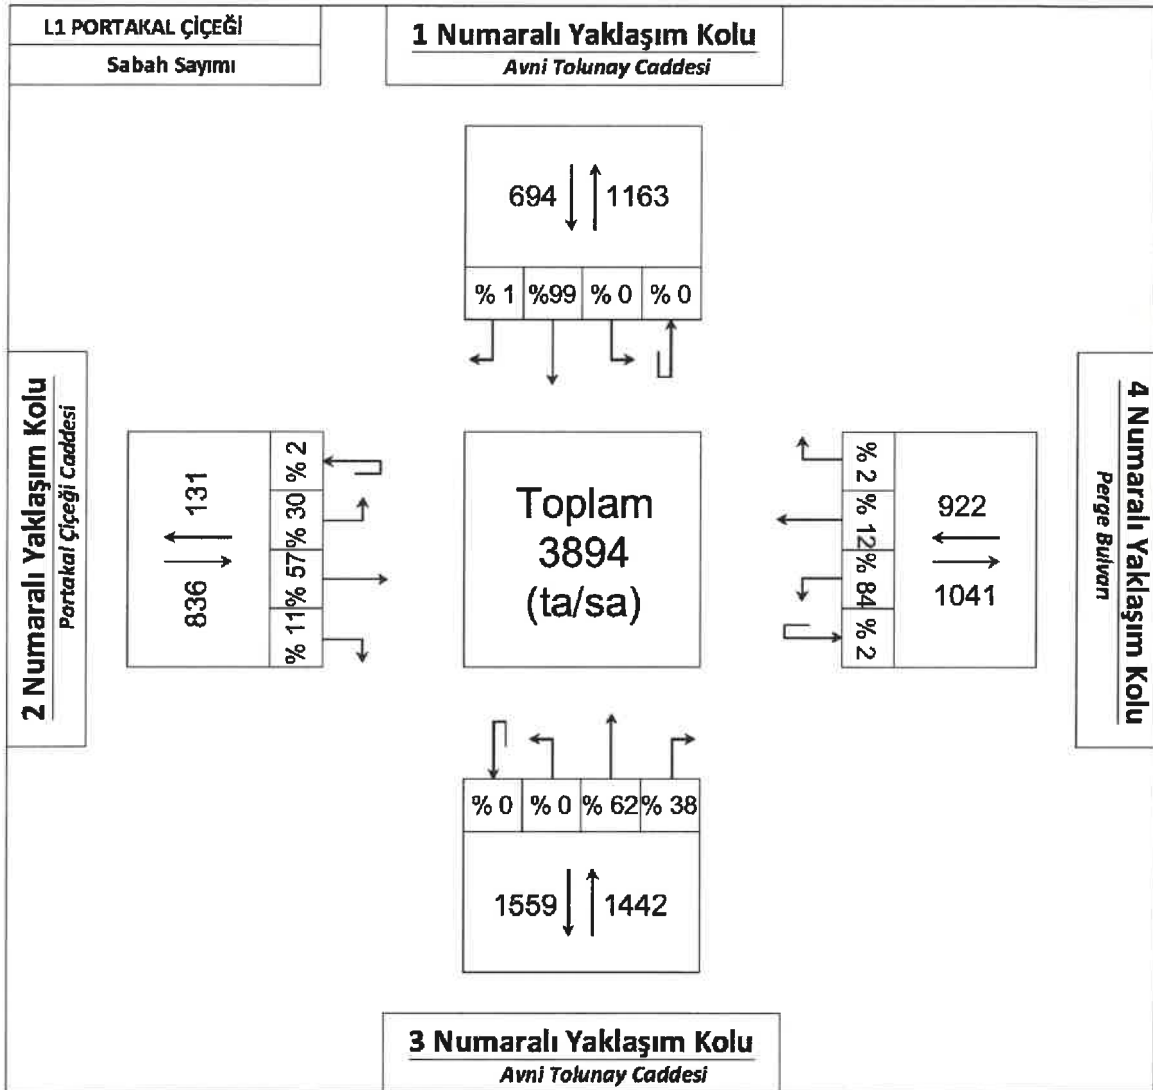 L1 PORTAKAL ÇİÇEĞİ
Sabah Sayımı
1 Numaralı Yaklaşım Kolu
Avni Tolunay Caddesi
694 1163
% 1 %99 % 0 % 0
2 Numaralı Yaklaşım Kolu
Portakal Çiçeği Caddesi
131
836
% 2
% 30
% 57
% 11
Toplam
3894
(ta/sa)
% 2
% 12
% 84
% 2
922
1041
4 Numaralı Yaklaşım Kolu
Perge Bulvarı
% 0 % 0 % 62 % 38
1559 1442
3 Numaralı Yaklaşım Kolu
Avni Tolunay Caddesi